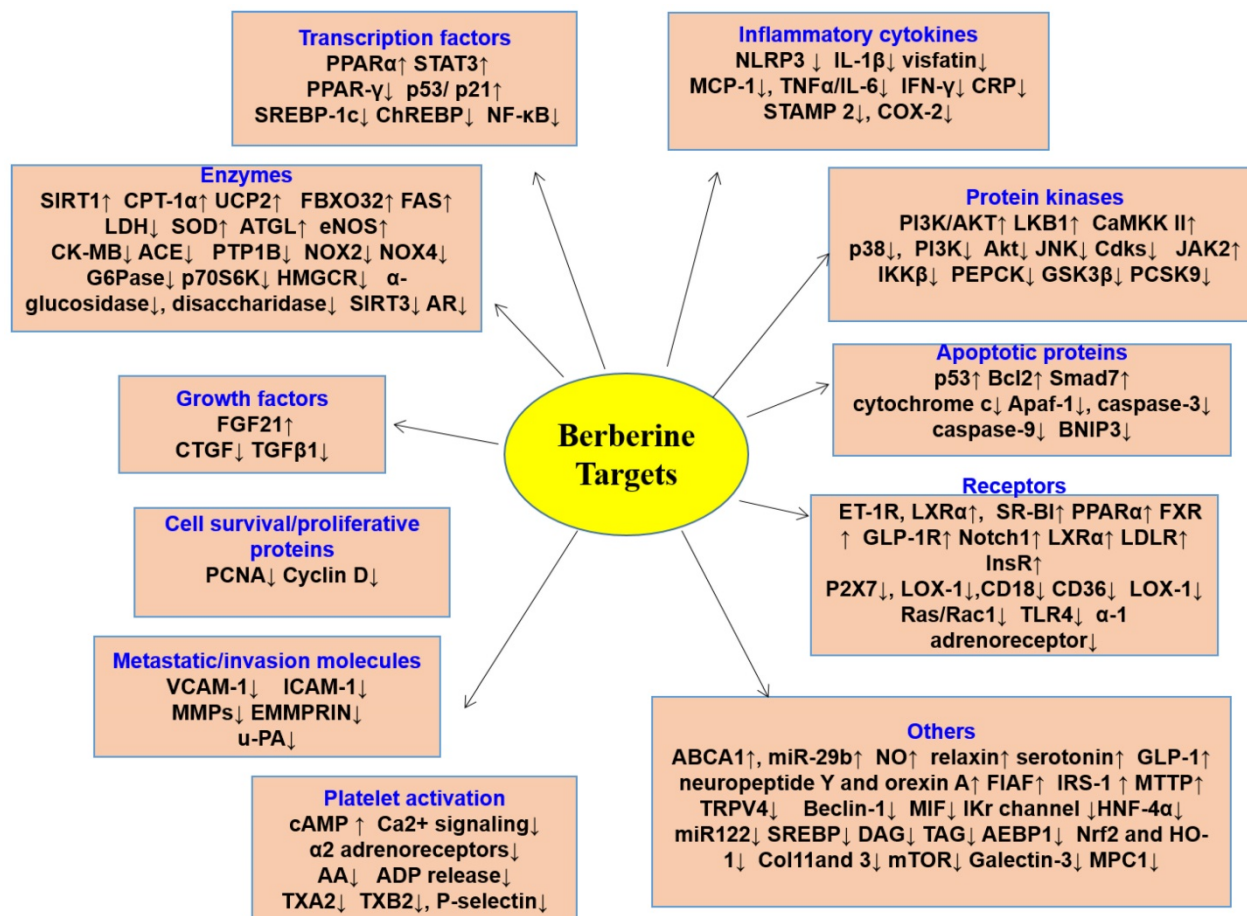 Transcription factors
PPARα↑ STAT3↑
PPAR-γ↓ p53/ p21↑
SREBP-1c↓ ChREBP↓ NF-κB↓
Inflammatory cytokines
NLRP3 ↓ IL-1β↓ visfatin↓
MCP-1↓, TNFα/IL-6↓ IFN-γ↓ CRP↓
STAMP 2↓, COX-2↓
Enzymes
SIRT1↑ CPT-1α↑ UCP2↑ FBXO32↑ FAS↑
LDH↓ SOD↑ ATGL↑ eNOS↑
CK-MB↓ ACE↓ PTP1B↓ NOX2↓ NOX4↓
G6Pase↓ p70S6K↓ HMGCR↓ α-
glucosidase↓, disaccharidase↓ SIRT3↓ AR↓
Protein kinases
PI3K/AKT↑ LKB1↑ CaMKK II↑
p38↓, PI3K↓ Akt↓ JNK↓ Cdks↓ JAK2↑
IKKβ↓ PEPCK↓ GSK3β↓ PCSK9↓
Apoptotic proteins
p53↑ Bcl2↑ Smad7↑
cytochrome c↓ Apaf-1↓, caspase-3↓
caspase-9↓ BNIP3↓
Growth factors
FGF21↑
CTGF↓ TGFβ1↓
Berberine
Targets
Receptors
ET-1R, LXRα↑, SR-BI↑ PPARα↑ FXR
↑ GLP-1R↑ Notch1↑ LXRα↑ LDLR↑
InsR↑
P2X7↓, LOX-1↓,CD18↓ CD36↓ LOX-1↓
Ras/Rac1↓ TLR4↓ α-1
adrenoreceptor↓
Cell survival/proliferative
proteins
PCNA↓ Cyclin D↓
Metastatic/invasion molecules
VCAM-1↓ ICAM-1↓
MMPs↓ EMMPRIN↓
u-PA↓
Others
ABCA1↑, miR-29b↑ NO↑ relaxin↑ serotonin↑ GLP-1↑
neuropeptide Y and orexin A↑ FIAF↑ IRS-1 ↑ MTTP↑
TRPV4↓ Beclin-1↓ MIF↓ IKr channel ↓HNF-4α↓
miR122↓ SREBP↓ DAG↓ TAG↓ AEBP1↓ Nrf2 and HO-
1↓ Col11and 3↓ mTOR↓ Galectin-3↓ MPC1↓
Platelet activation
cAMP ↑ Ca2+ signaling↓
α2 adrenoreceptors↓
AA↓ ADP release↓
TXA2↓ TXB2↓, P-selectin↓